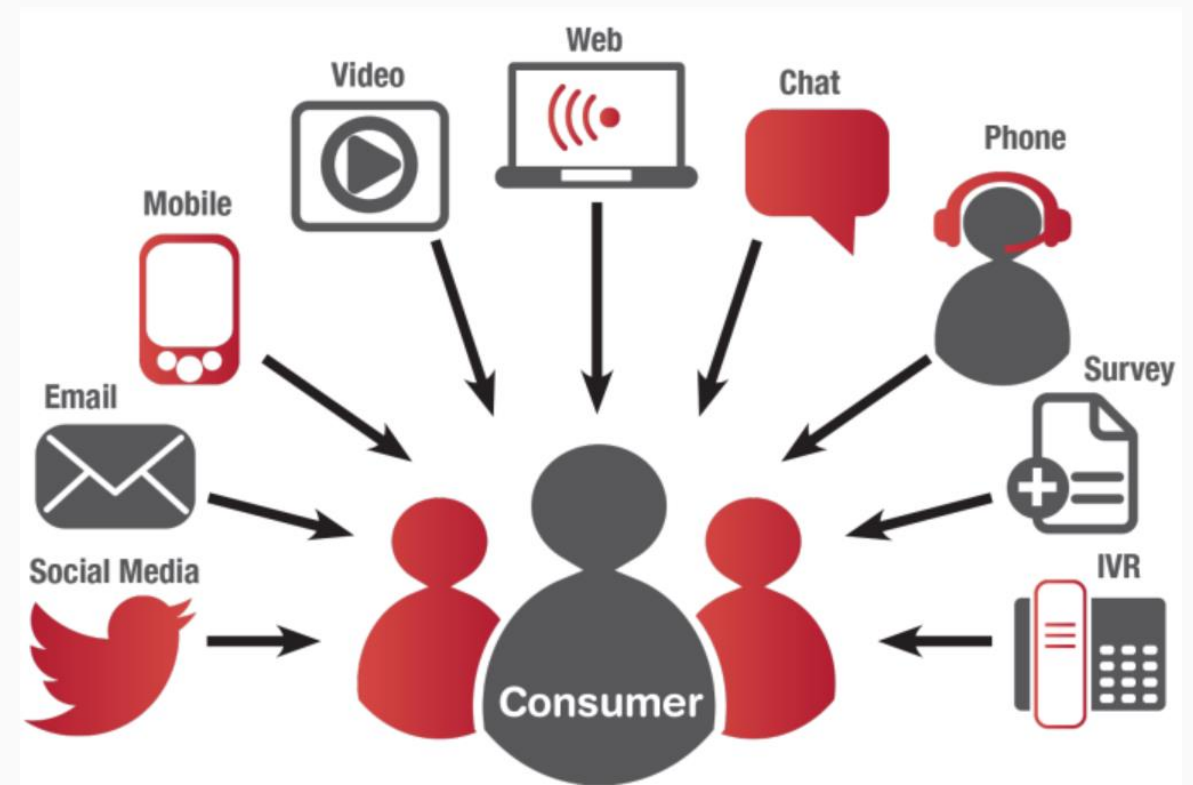 Web
Video
Chat
Phone
Mobile
Survey
Email
IVR
Social Media
Consumer